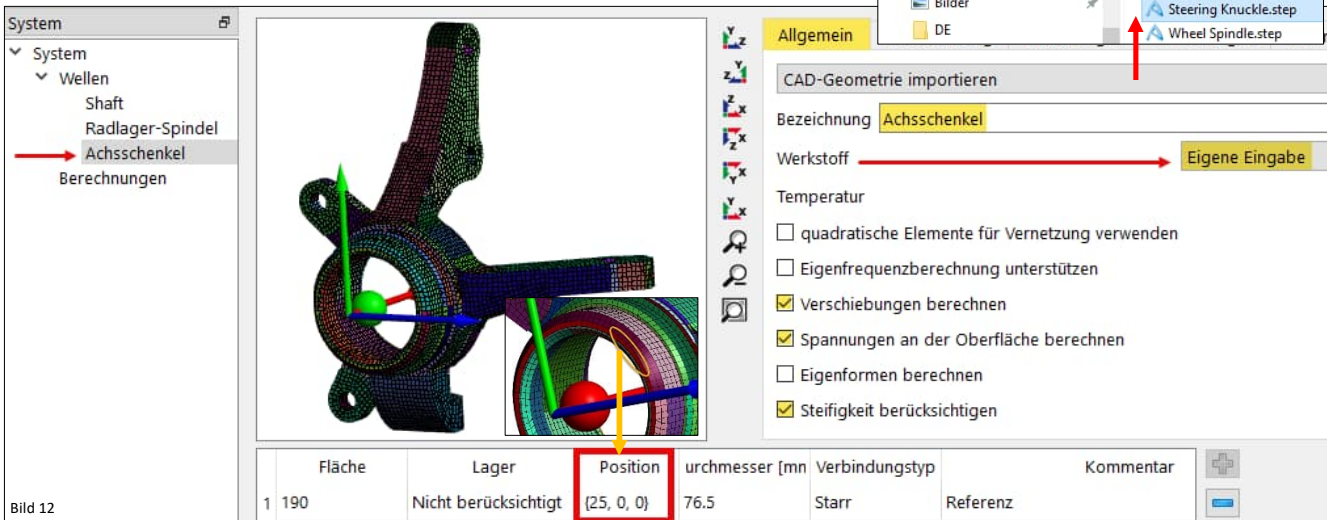 System
System
Wellen
Shaft
Radlager-Spindel
Achsschenkel
Berechnungen
Bild 12
Y
z
z
Y
z
x
z
x
Y
x
Y
x
Bilder
DE
Steering Knuckle.step
Wheel Spindle.step
Allgemein
CAD-Geometrie importieren
Bezeichnung Achsschenkel
Werkstoff Eigene Eingabe
Temperatur
quadratische Elemente für Vernetzung verwenden
Eigenfrequenzberechnung unterstützen
Verschiebungen berechnen
Spannungen an der Oberfläche berechnen
Eigenformen berechnen
Steifigkeit berücksichtigen
Fläche Lager Position urchmesser [mn Verbindungstyp Kommentar
1 190 Nicht berücksichtigt {25, 0, 0} 76.5 Starr Referenz